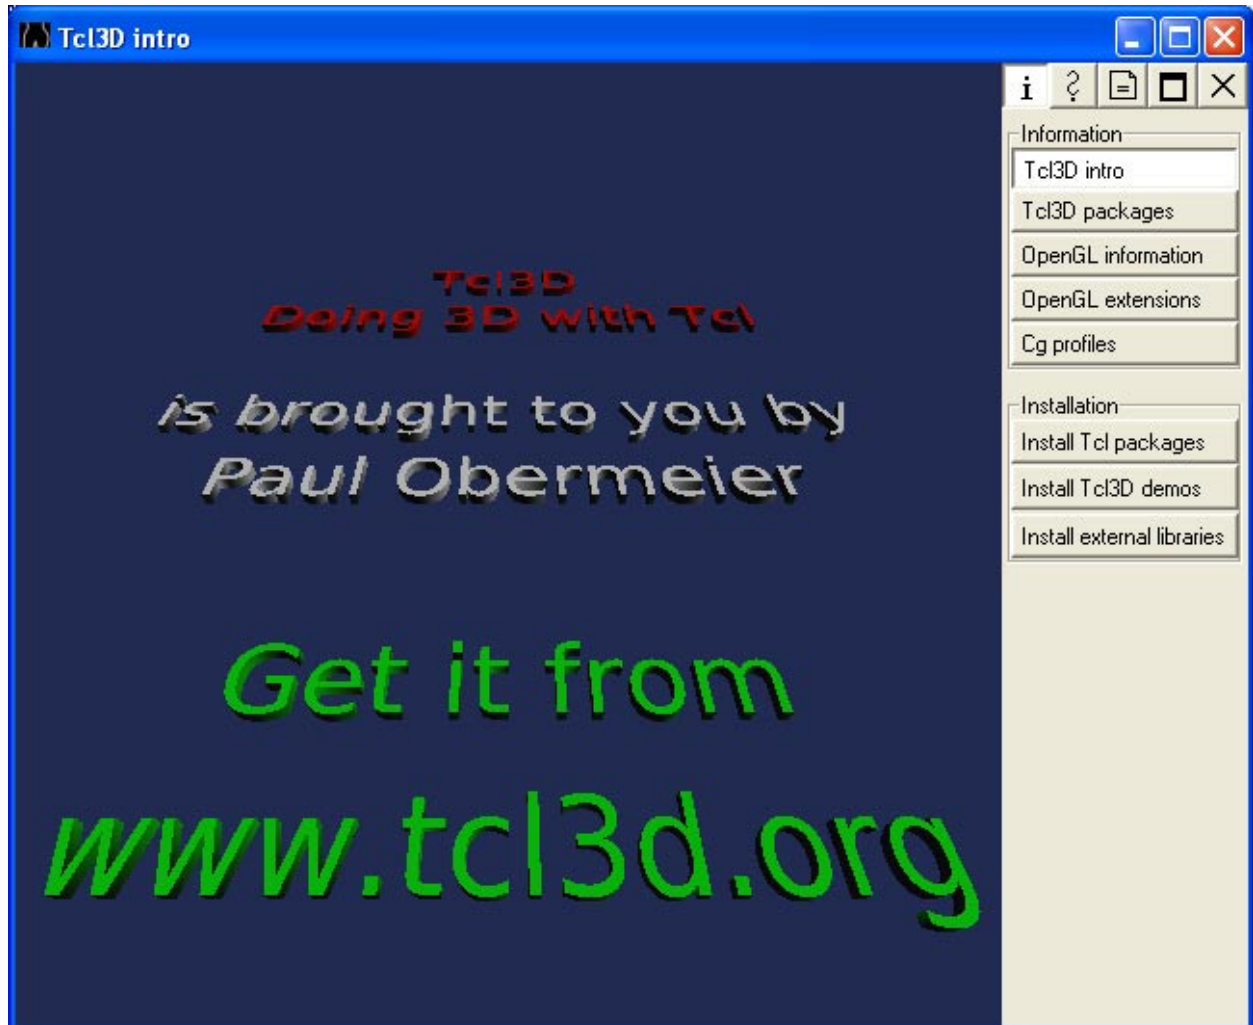 Tcl3D intro
Tcl3D
Doing 3D with Tcl
is brought to you by
Paul Obermeier
Get it from
www.tcl3d.org
i ?
Information
Tcl3D intro
Tcl3D packages
OpenGL information
OpenGL extensions
Cg profiles
Installation
Install Tcl packages
Install Tcl3D demos
Install external libraries